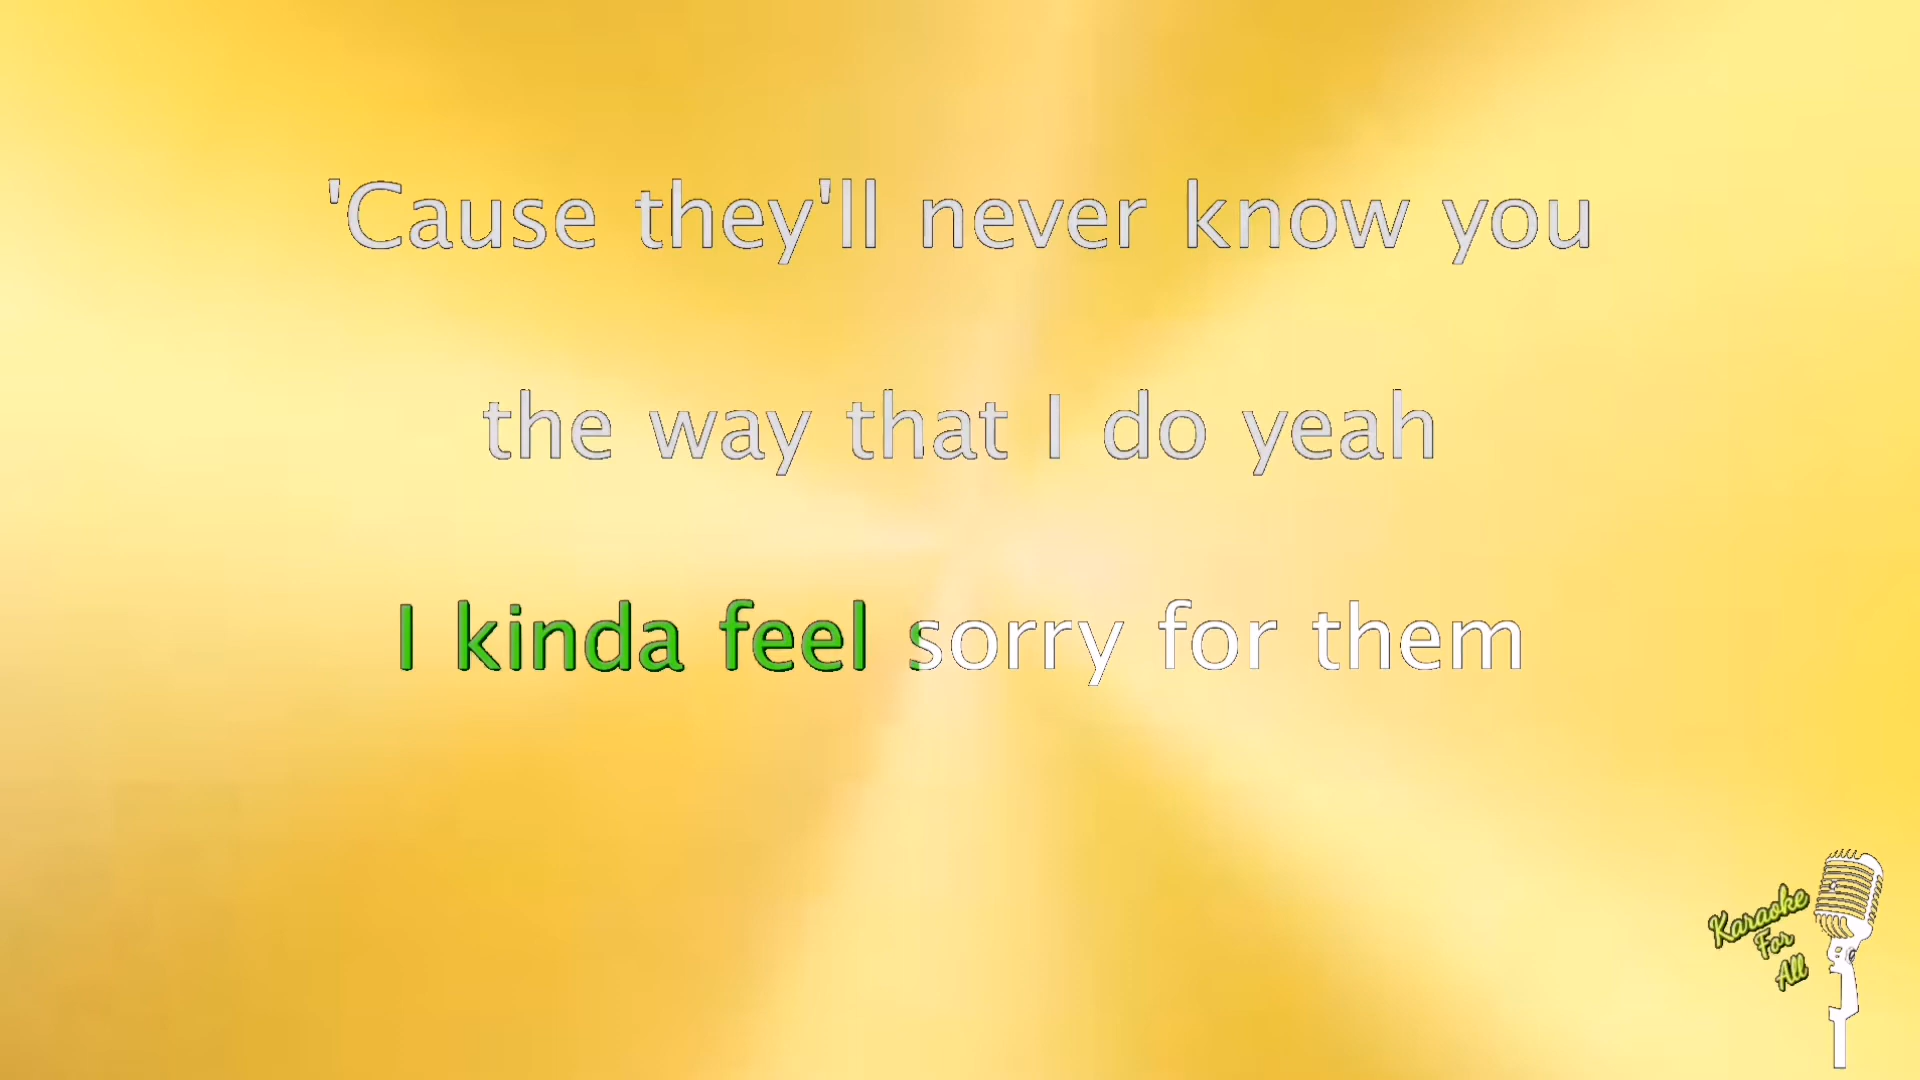 'Cause they'll never know you
the way that I do yeah
I kinda feel sorry for them
Karaoke
For
All